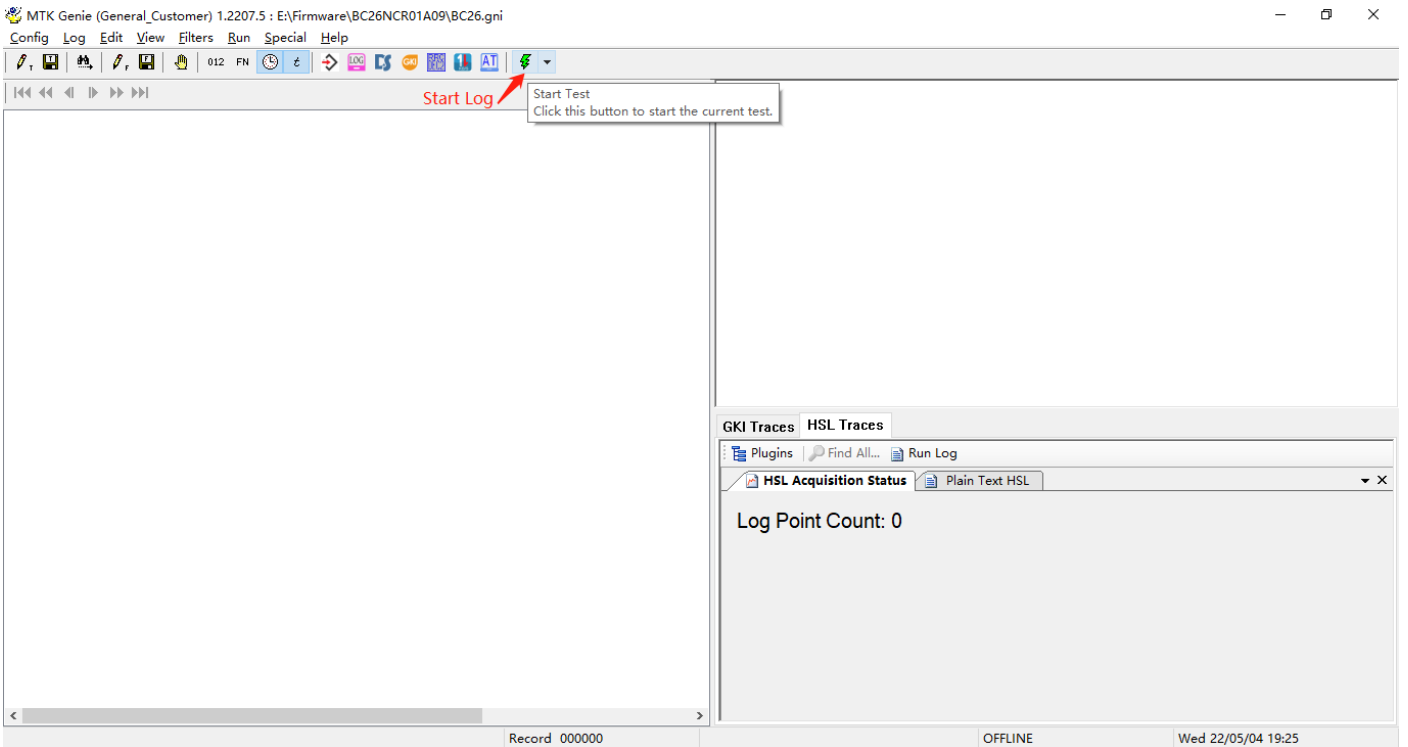 MTK Genie (General_Customer) 1.2207.5 : E:\Firmware\BC26NCR01A09\BC26.gni
Config Log Edit View Filters Run Special Help
012 FN t LOG GKI AT
Start Log
Start Test
Click this button to start the current test.
GKI Traces HSL Traces
Plugins Find All... Run Log
HSL Acquisition Status Plain Text HSL
Log Point Count: 0
Record 000000 OFFLINE Wed 22/05/04 19:25